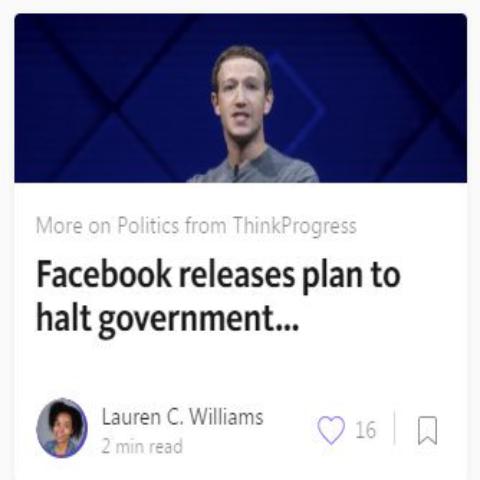 More on Politics from ThinkProgress
Facebook releases plan to
halt government...
Lauren C. Williams
2 min read
16